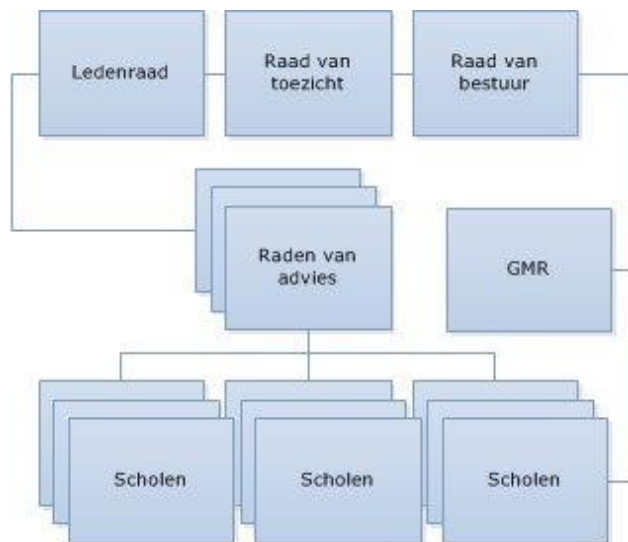 Ledenraad
Raad van
toezicht
Raad van
bestuur
Raden van
advies
GMR
Scholen
Scholen
Scholen